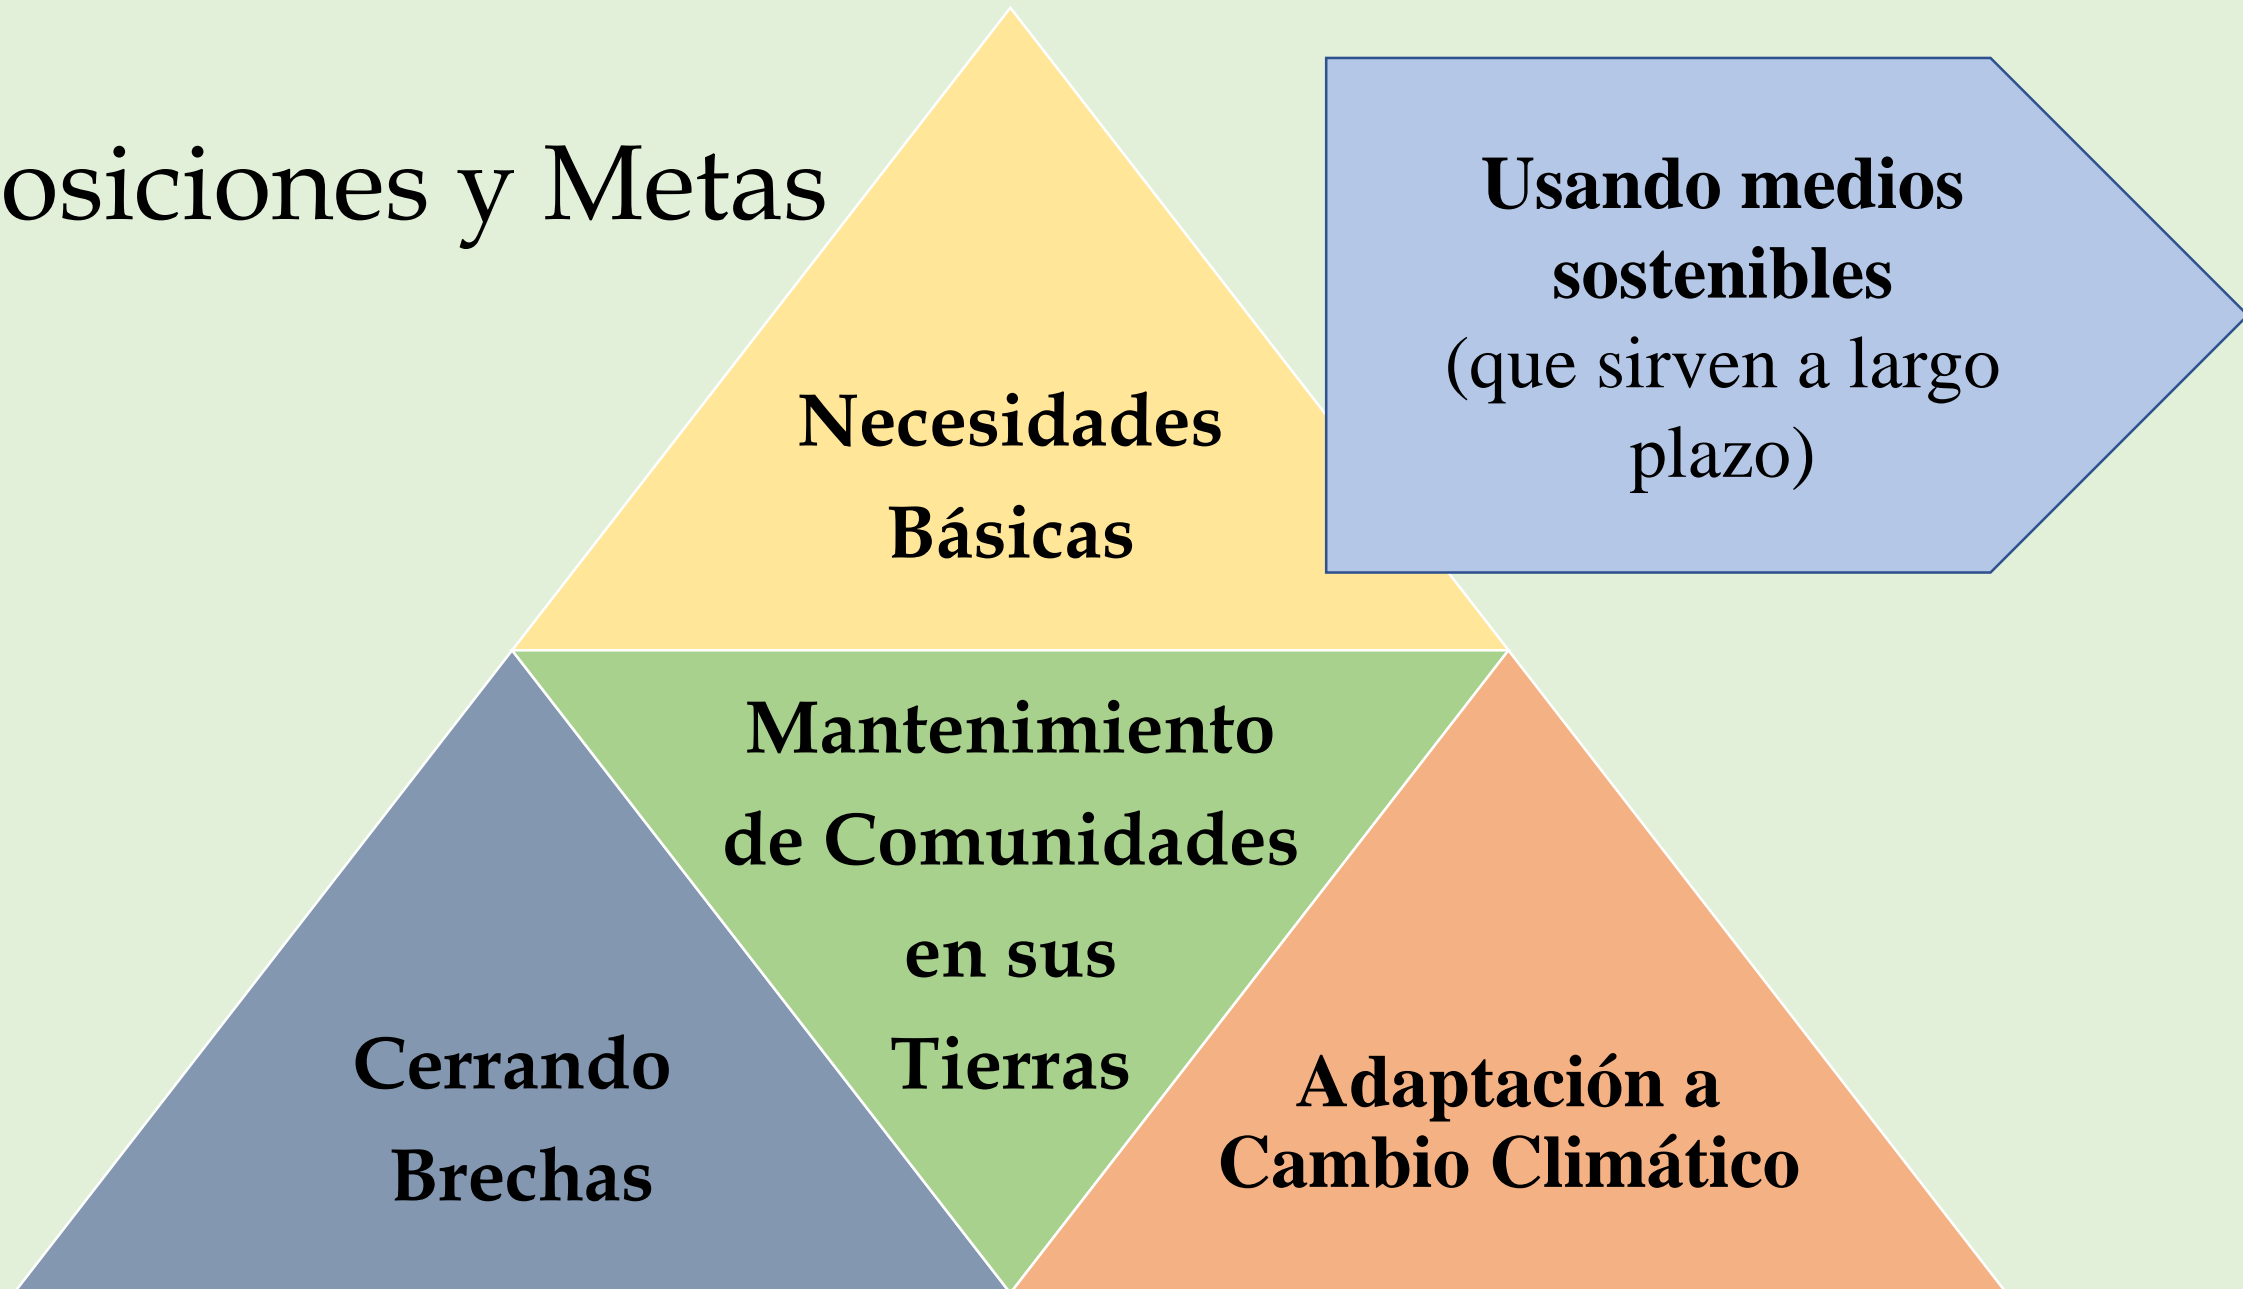 osiciones y Metas
Usando medios
sostenibles
(que sirven a largo
plazo)
Necesidades
Básicas
Mantenimiento
de Comunidades
en sus
Tierras
Cerrando
Brechas
Adaptación a
Cambio Climático